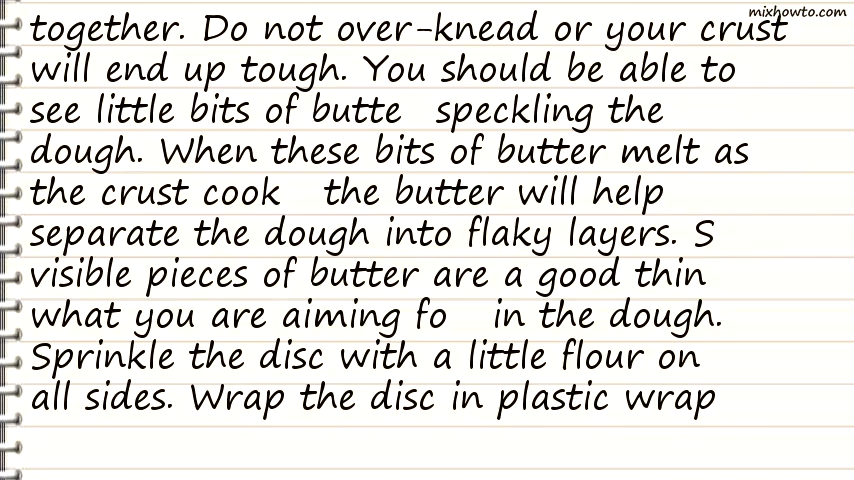 mixhowto.com
together. Do not over-knead or your crust
will end up tough. You should be able to
see little bits of butte speckling the
dough. When these bits of butter melt as
the crust cook the butter will help
separate the dough into flaky layers. S
visible pieces of butter are a good thin
what you are aiming fo in the dough.
Sprinkle the disc with a little flour on
all sides. Wrap the disc in plastic wrap